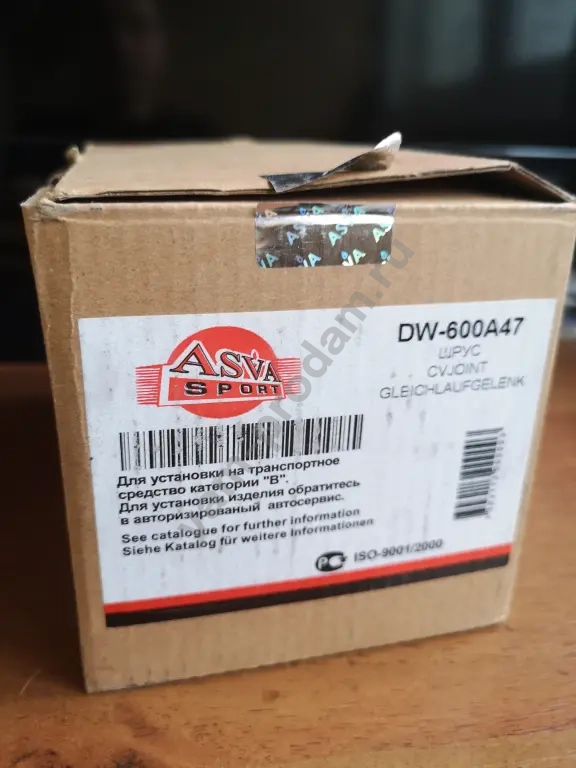 ASVA
ASVA
SPORT
DW-600A47
ШРУС
CVJOINT
GLEICHLAUFGELENK
Для установки на транспортное
средство категории "В".
Для установки изделия обратитесь
в авторизированый автосервис.
See catalogue for further information
Siehe Katalog für weitere Informationen
ISO-9001/2000